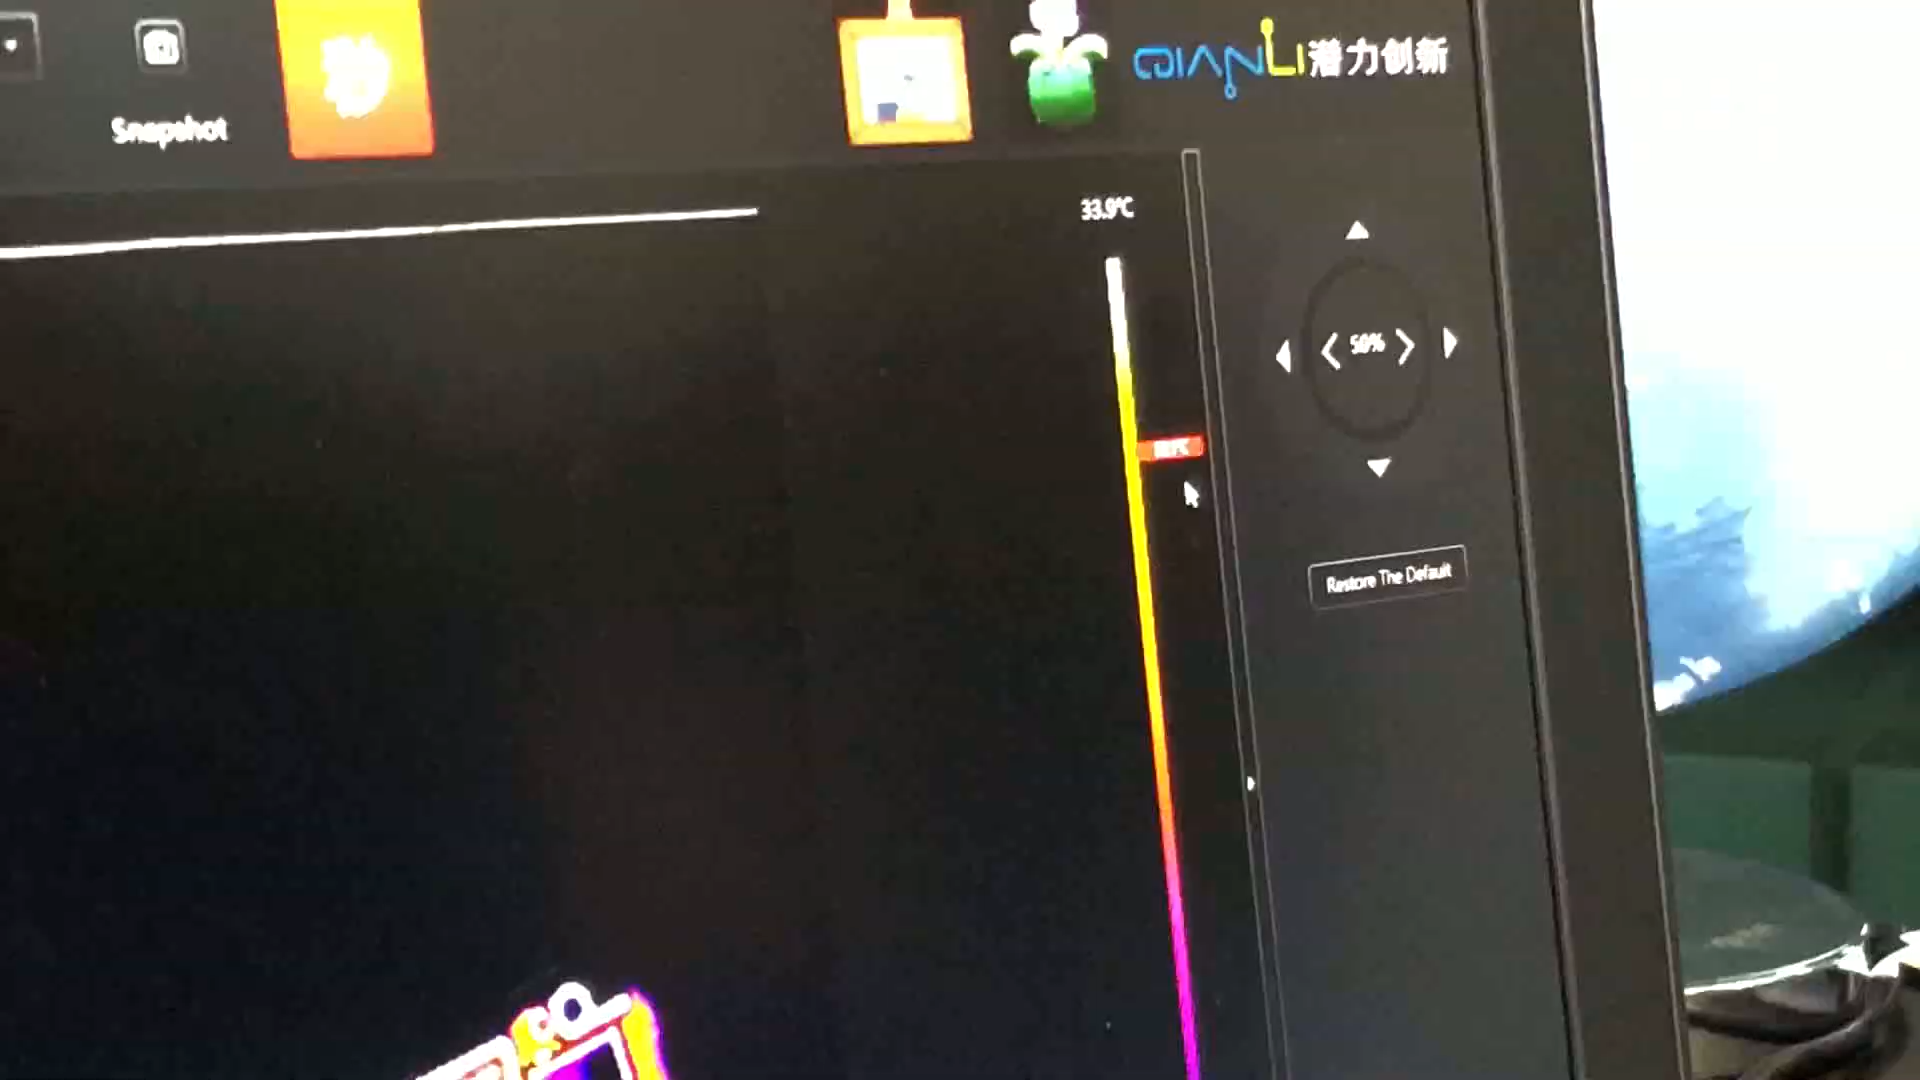 QIANLI潜力创新
Snapshot
33.9℃
50%
Restore The Default